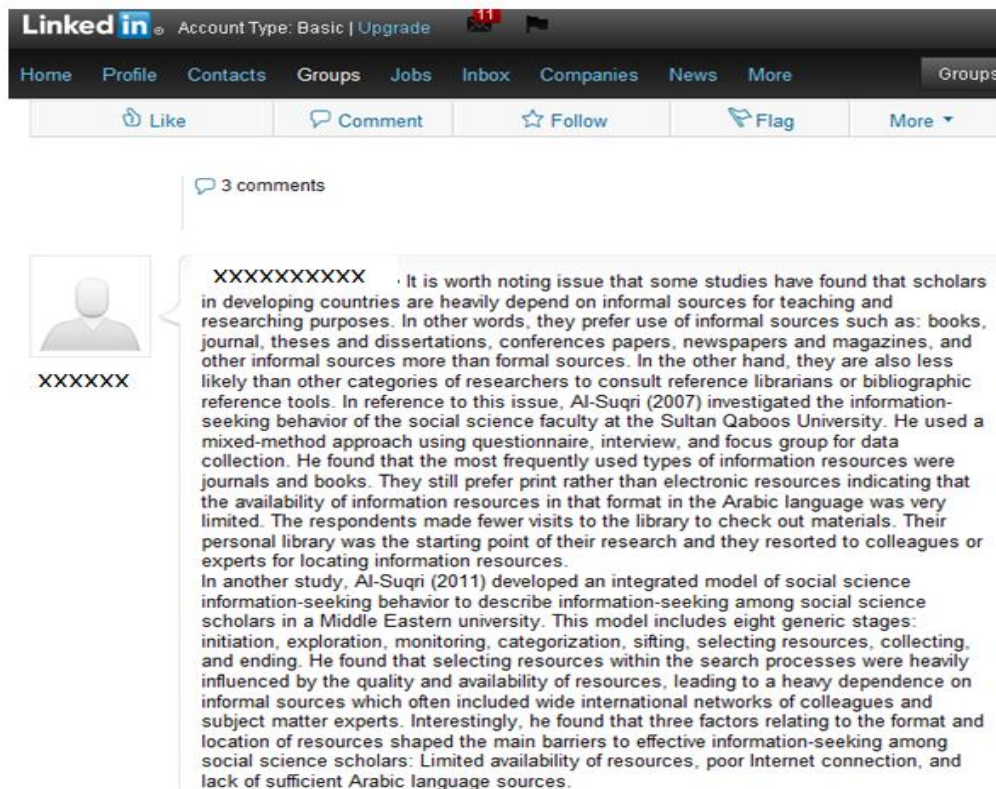 Linked in ® Account Type: Basic | Upgrade 11
Home Profile Contacts Groups Jobs Inbox Companies News More Groups
Like Comment Follow Flag More
3 comments
XXXXXXXXXX · It is worth noting issue that some studies have found that scholars
in developing countries are heavily depend on informal sources for teaching and
researching purposes. In other words, they prefer use of informal sources such as: books,
journal, theses and dissertations, conferences papers, newspapers and magazines, and
other informal sources more than formal sources. In the other hand, they are also less
XXXXXX
likely than other categories of researchers to consult reference librarians or bibliographic
reference tools. In reference to this issue, Al-Suqri (2007) investigated the information-
seeking behavior of the social science faculty at the Sultan Qaboos University. He used a
mixed-method approach using questionnaire, interview, and focus group for data
collection. He found that the most frequently used types of information resources were
journals and books. They still prefer print rather than electronic resources indicating that
the availability of information resources in that format in the Arabic language was very
limited. The respondents made fewer visits to the library to check out materials. Their
personal library was the starting point of their research and they resorted to colleagues or
experts for locating information resources.
In another study, Al-Suqri (2011) developed an integrated model of social science
information-seeking behavior to describe information-seeking among social science
scholars in a Middle Eastern university. This model includes eight generic stages:
initiation, exploration, monitoring, categorization, sifting, selecting resources, collecting,
and ending. He found that selecting resources within the search processes were heavily
influenced by the quality and availability of resources, leading to a heavy dependence on
informal sources which often included wide international networks of colleagues and
subject matter experts. Interestingly, he found that three factors relating to the format and
location of resources shaped the main barriers to effective information-seeking among
social science scholars: Limited availability of resources, poor Internet connection, and
lack of sufficient Arabic language sources.